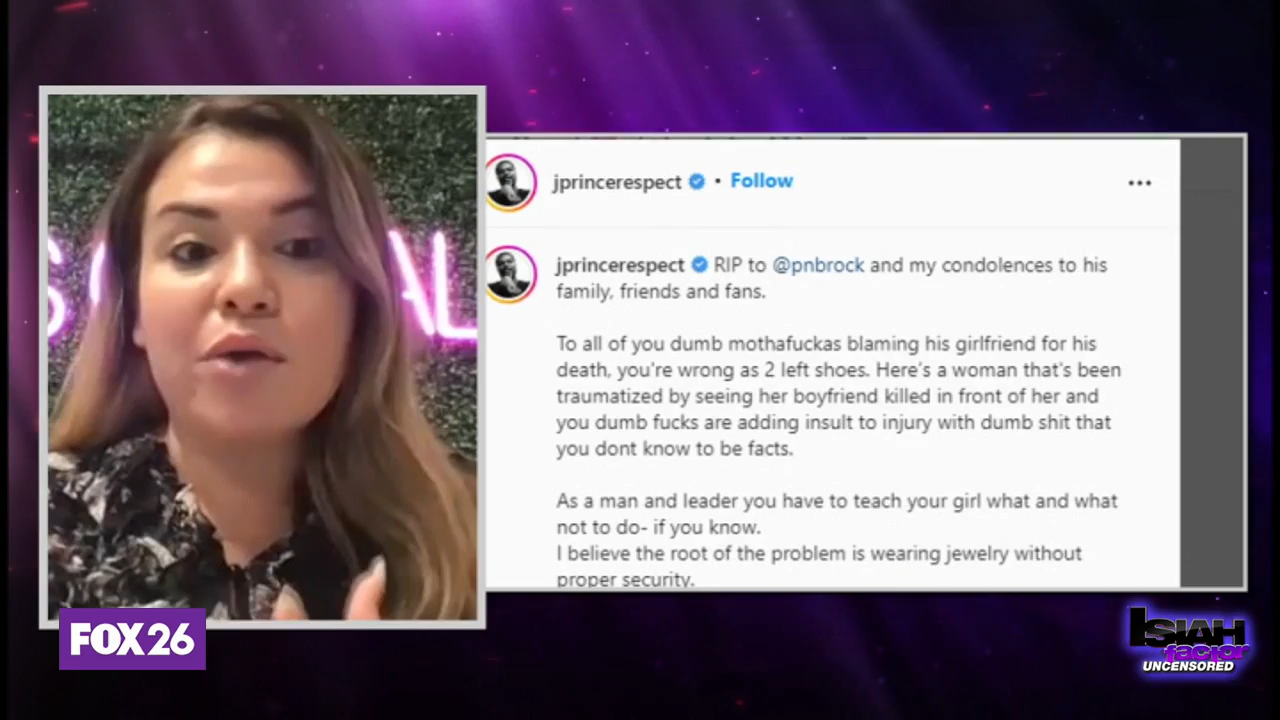 jprincerespect • Follow
jprincerespect RIP to @pnbrock and my condolences to his
family, friends and fans.
To all of you dumb mothafuckas blaming his girlfriend for his
death, you're wrong as 2 left shoes. Here's a woman that's been
traumatized by seeing her boyfriend killed in front of her and
you dumb fucks are adding insult to injury with dumb shit that
you dont know to be facts.
As a man and leader you have to teach your girl what and what
not to do- if you know.
I believe the root of the problem is wearing jewelry without
proper security.
FOX 26
ISIAH
factor
UNCENSORED